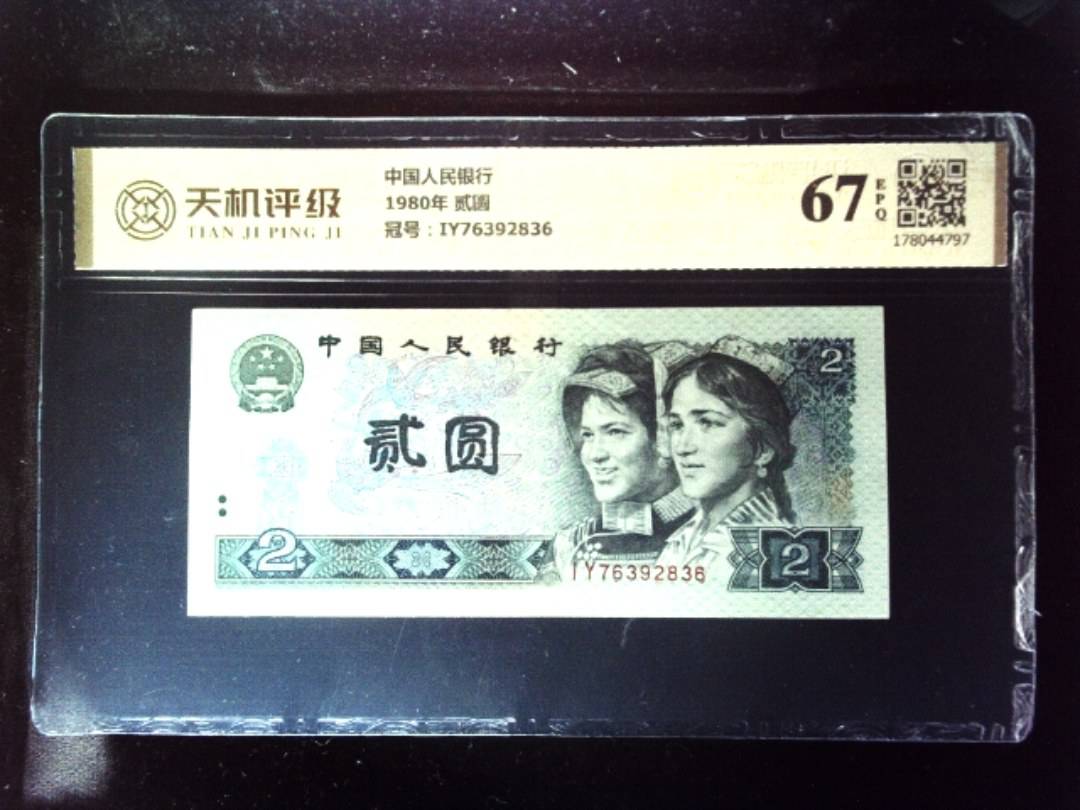 天机评级
TIAN JI PING JI
中国人民银行
1980年 贰圆
冠号：IY76392836
67
EPQ
178044797
中国人民银行
2
贰圆
2
IY76392836
2